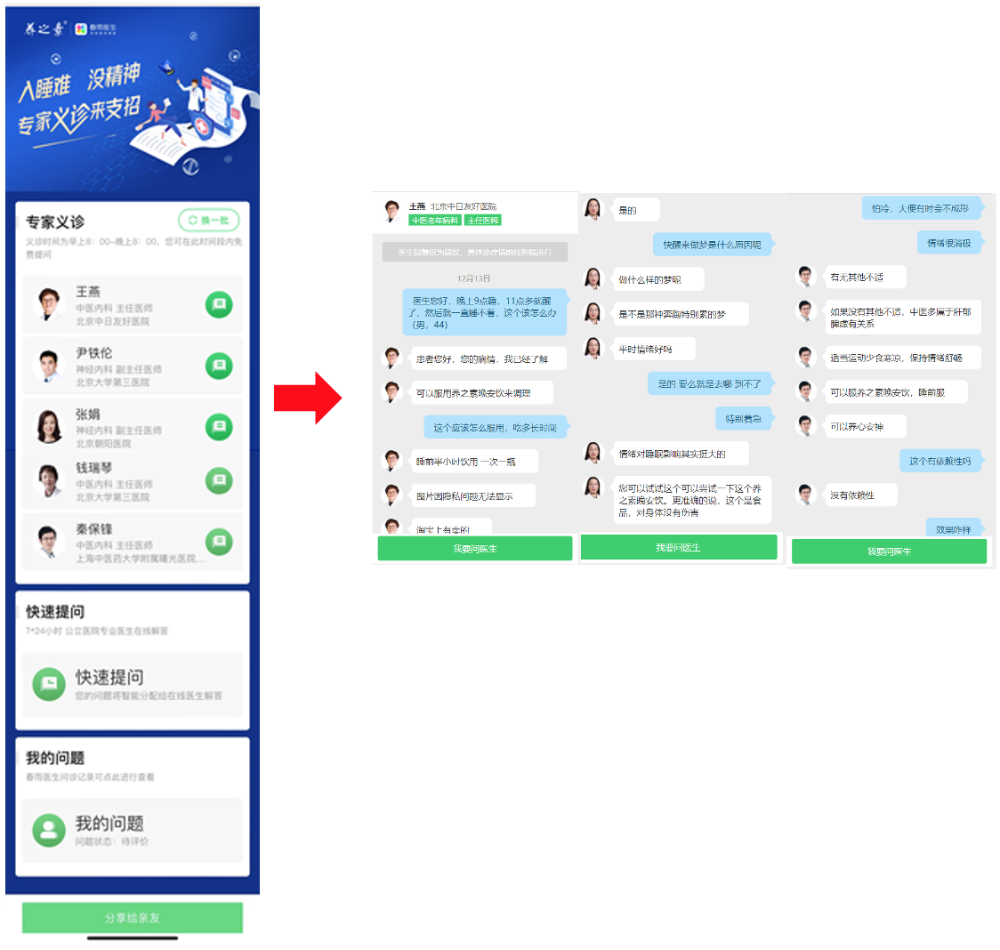 养之素
春雨医生
入睡难 没精神
专家义诊来支招
专家义诊
换一批
义诊时间为早上8：00-晚上8：00，您可在此时间段内免
费提问
王燕
中医内科 主任医师
北京中日友好医院
尹铁伦
神经内科 副主任医师
北京大学第三医院
张娟
神经内科 副主任医师
北京朝阳医院
钱瑞琴
中医内科 主任医师
北京大学第三医院
秦保锋
中医内科 主任医师
上海中医药大学附属曙光医院...
快速提问
7*24小时 公立医院专业医生在线解答
快速提问
您的问题将智能分配给在线医生解答
我的问题
春雨医生问诊记录可点此进行查看
我的问题
问题状态：待评价
分享给亲友
王燕 北京中日友好医院
中医老年病科 主任医师
医生回复仅为建议，具体诊疗请前往医院进行
12月13日
医生您好，晚上9点睡，11点多就醒
了，然后就一直睡不着，这个该怎么办
（男，44）
患者您好，您的病情，我已经了解
可以服用养之素晚安饮来调理
这个应该怎么服用，吃多长时间
睡前半小时饮用 一次一瓶
图片因隐私问题无法显示
淘宝上有卖的
我要问医生
是的
快醒来做梦是什么原因呢
做什么样的梦呢
是不是那种奔跑特别累的梦
平时情绪好吗
是的 要么就是去哪 到不了
特别着急
情绪对睡眠影响其实挺大的
您可以试试这个可以尝试一下这个养
之素晚安饮。更准确的说，这个是食
品，对身体没有伤害
我要问医生
怕冷，大便有时会不成形
情绪很消极
有无其他不适
如果没有其他不适，中医多属于肝郁
脾虚有关系
适当运动少食寒凉，保持情绪舒畅
可以服养之素晚安饮，睡前服
可以养心安神
这个有依赖性吗
没有依赖性
效果咋样
我要问医生